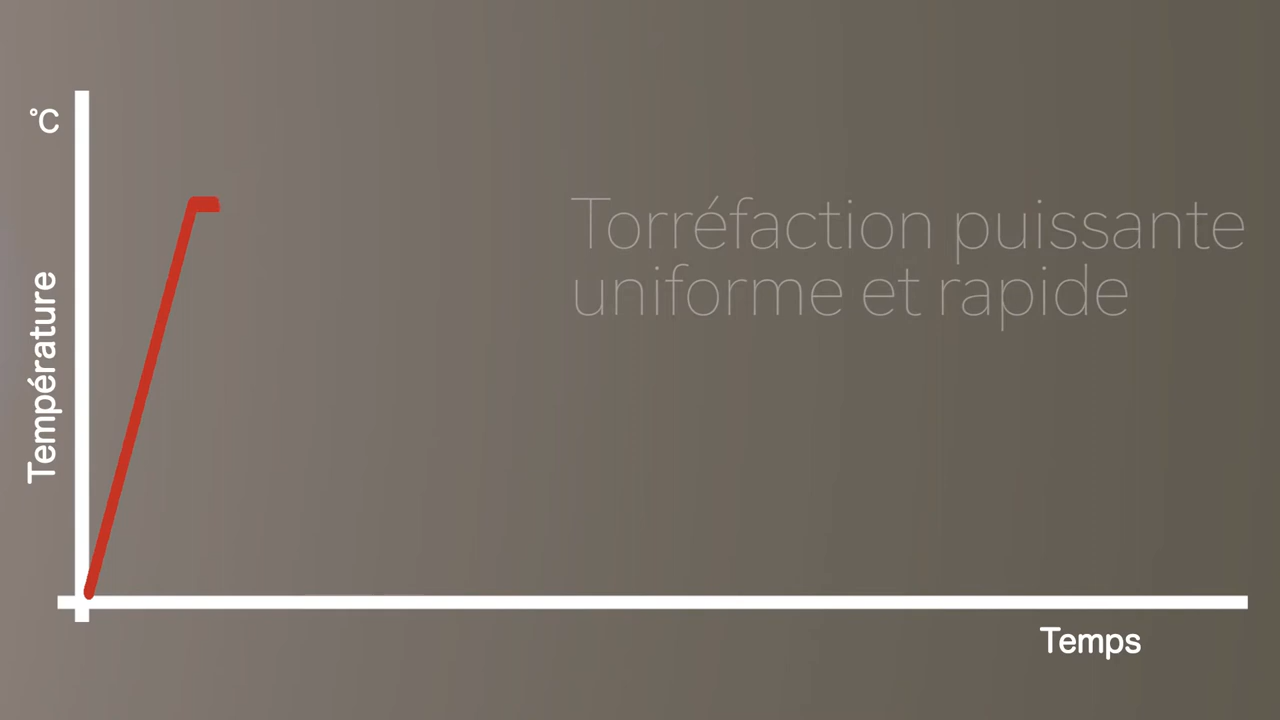 °C
Température
Torréfaction puissante
uniforme et rapide
Temps